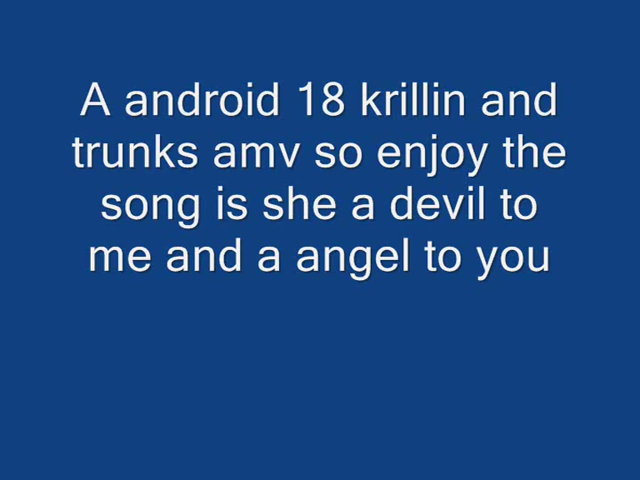 A android 18 krillin and
trunks amv so enjoy the
song is she a devil to
me and a angel to you